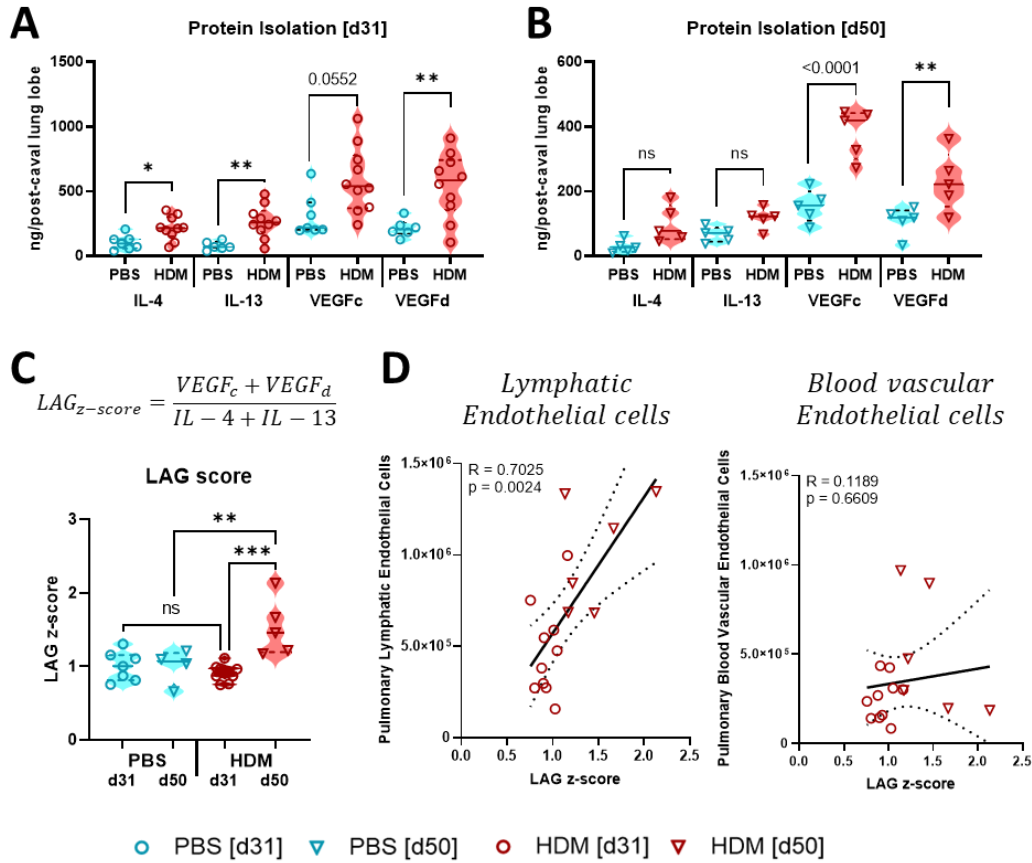 A
Protein Isolation [d31]
ng/post-caval lung lobe
1500
1000
500
0
*
**
0.0552
**
PBS HDM PBS HDM PBS HDM PBS HDM
IL-4 IL-13 VEGFc VEGFd
B
Protein Isolation [d50]
ng/post-caval lung lobe
600
400
200
0
ns
ns
<0.0001
**
PBS HDM PBS HDM PBS HDM PBS HDM
IL-4 IL-13 VEGFc VEGFd
C
LAG z-score = VEGF c + VEGF d
IL − 4 + IL − 13
LAG score
LAG z-score
3
2
1
0
ns
**
***
PBS HDM
d31 d50 d31 d50
D
Lymphatic
Endothelial cells
R = 0.7025
p = 0.0024
Pulmonary Lymphatic Endothelial Cells
1.5×10⁶
1.0×10⁶
5.0×10⁵
0
0.0 0.5 1.0 1.5 2.0 2.5
LAG z-score
Blood vascular
Endothelial cells
R = 0.1189
p = 0.6609
Pulmonary Blood Vascular Endothelial Cells
1.5×10⁶
1.0×10⁶
5.0×10⁵
0
0.0 0.5 1.0 1.5 2.0 2.5
LAG z-score
PBS [d31] PBS [d50] HDM [d31] HDM [d50]